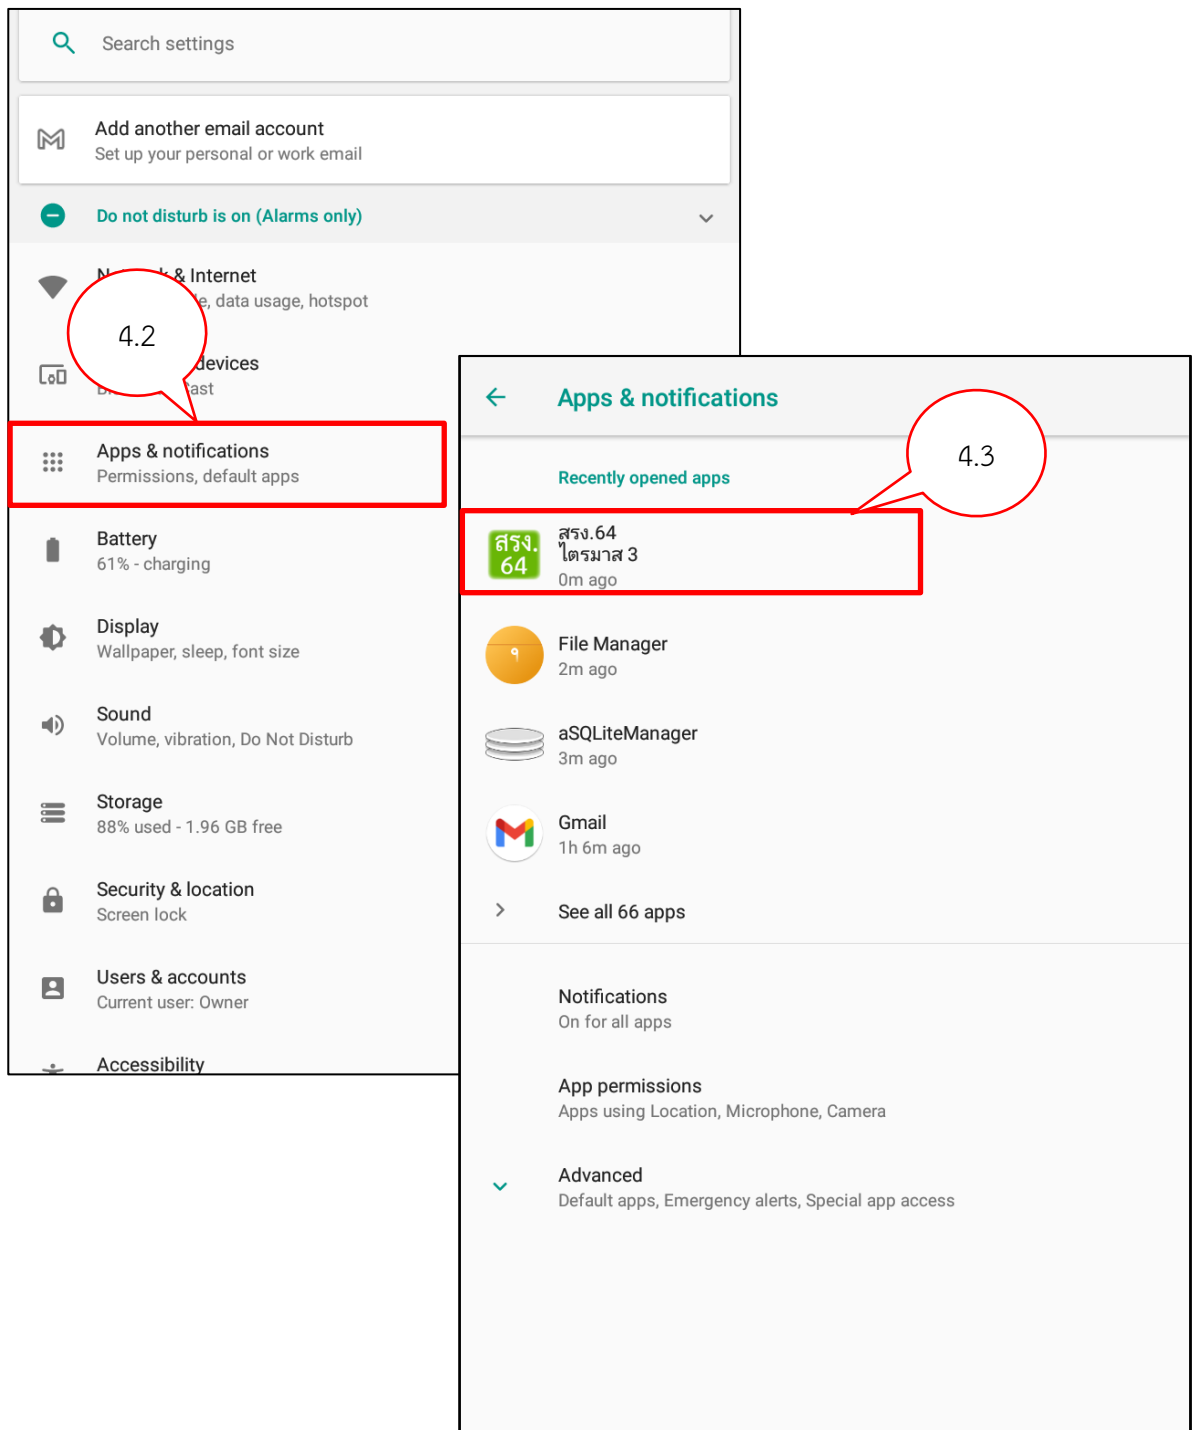 Search settings
Add another email account
Set up your personal or work email
Do not disturb is on (Alarms only)
& Internet
data usage, hotspot
4.2
devices
Apps & notifications
Permissions, default apps
Battery
61% - charging
Display
Wallpaper, sleep, font size
Sound
Volume, vibration, Do Not Disturb
Storage
88% used - 1.96 GB free
Security & location
Screen lock
Users & accounts
Current user: Owner
Accessibility
Apps & notifications
4.3
Recently opened apps
สรง.
64
สรง.64
ไตรมาส 3
0m ago
File Manager
2m ago
aSQLiteManager
3m ago
Gmail
1h 6m ago
See all 66 apps
Notifications
On for all apps
App permissions
Apps using Location, Microphone, Camera
Advanced
Default apps, Emergency alerts, Special app access